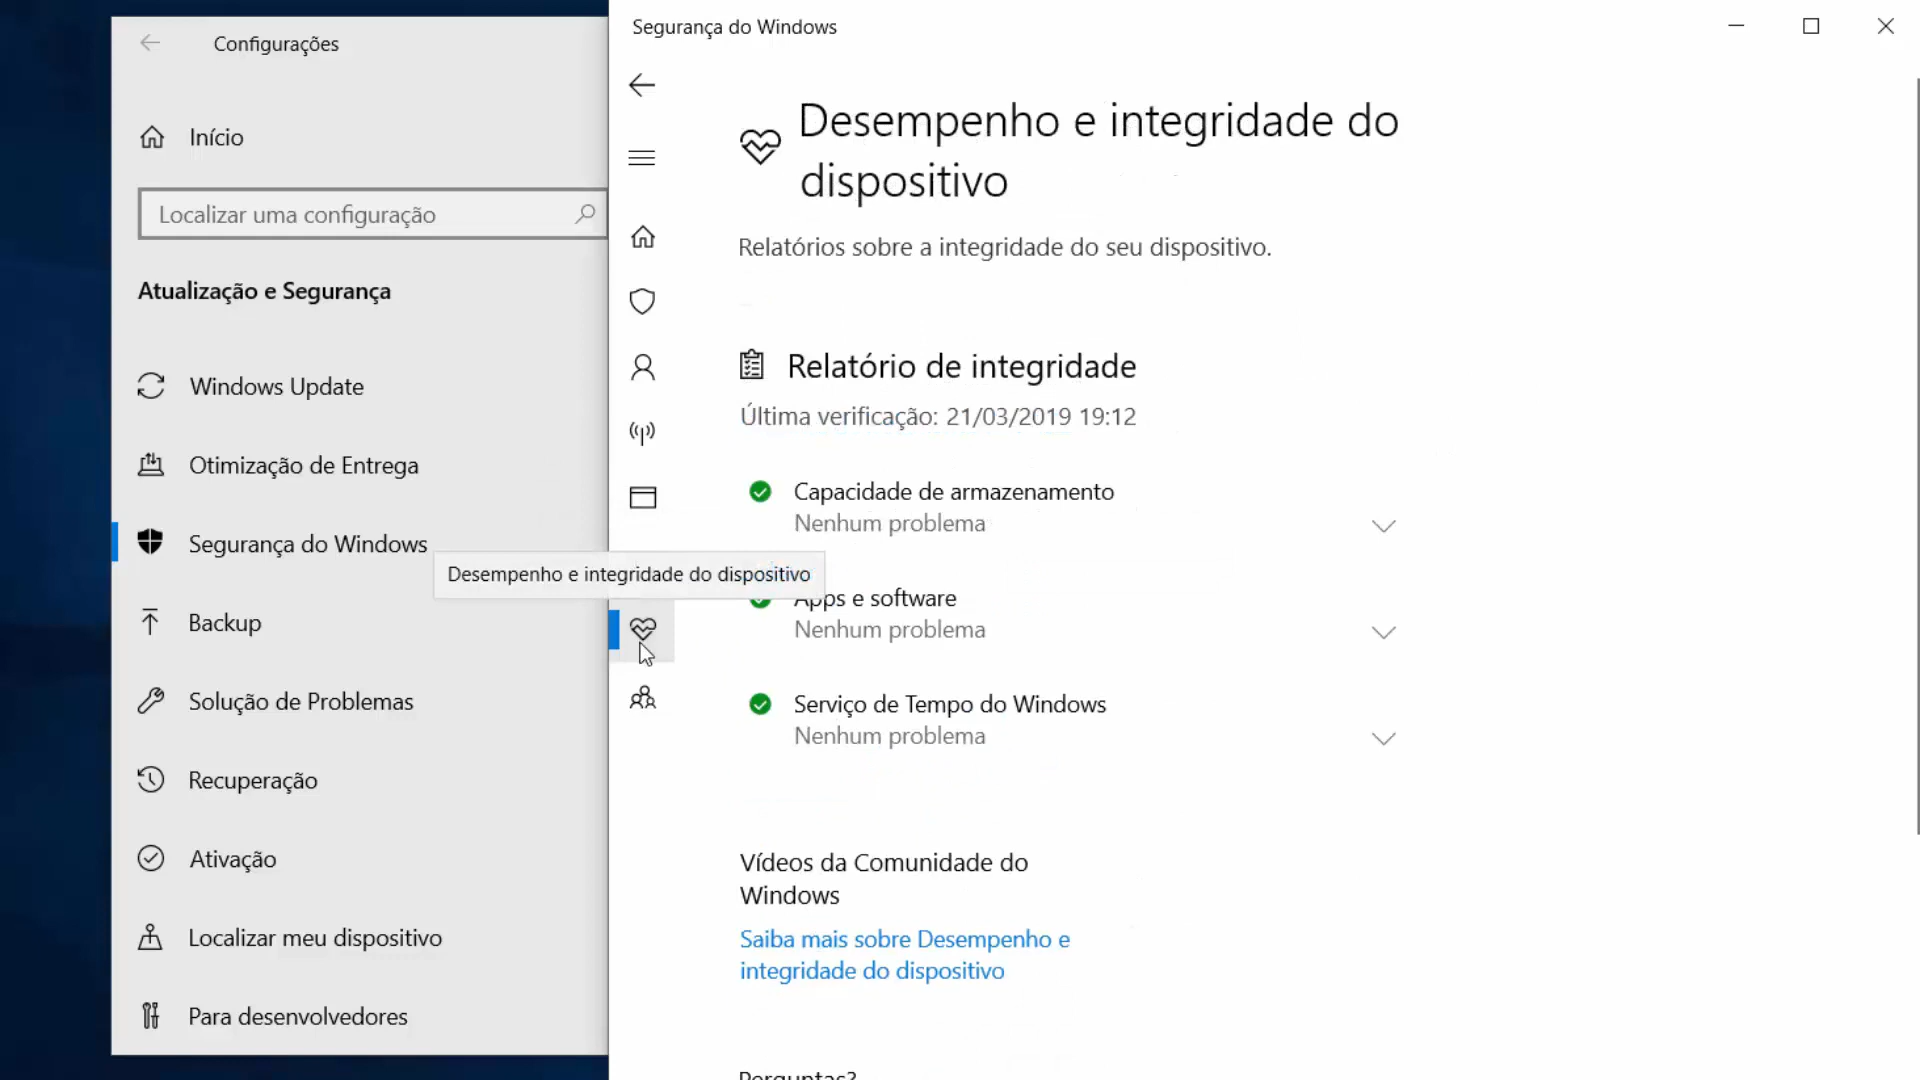 Configurações
Início
Localizar uma configuração
Atualização e Segurança
Windows Update
Otimização de Entrega
Segurança do Windows
Backup
Solução de Problemas
Recuperação
Ativação
Localizar meu dispositivo
Para desenvolvedores
Segurança do Windows
Desempenho e integridade do
dispositivo
Relatórios sobre a integridade do seu dispositivo.
Relatório de integridade
Última verificação: 21/03/2019 19:12
Capacidade de armazenamento
Nenhum problema
Desempenho e integridade do dispositivo
Apps e software
Nenhum problema
Serviço de Tempo do Windows
Nenhum problema
Vídeos da Comunidade do
Windows
Saiba mais sobre Desempenho e
integridade do dispositivo
Perguntas?